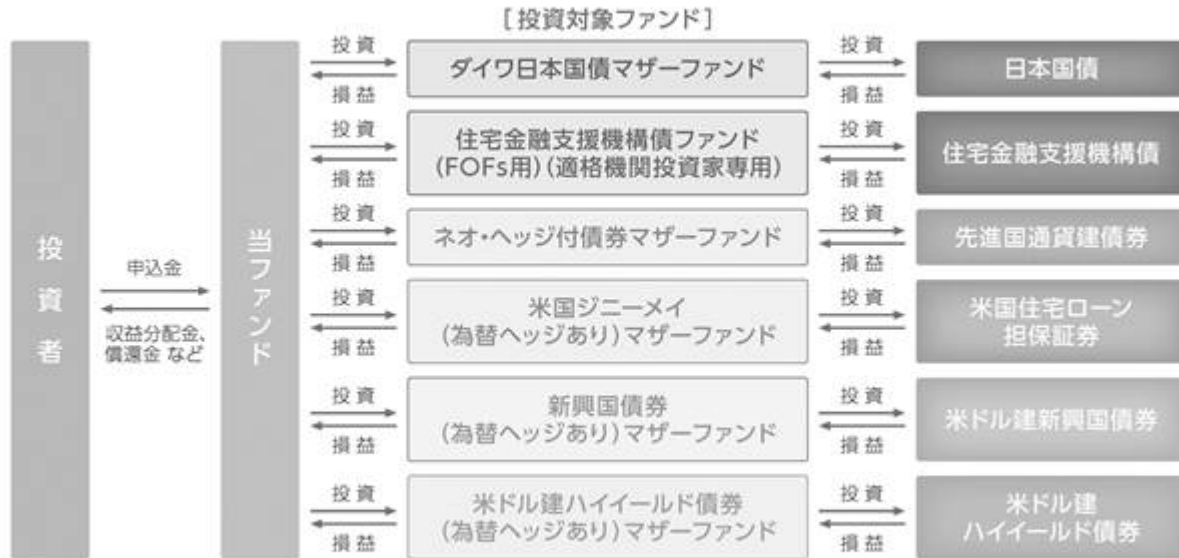 [投資対象ファンド]
投資者
申込金
収益分配金、
償還金 など
当ファンド
投資
損益
ダイワ日本国債マザーファンド
投資
損益
日本国債
投資
損益
住宅金融支援機構債ファンド
(FOFs用)(適格機関投資家専用)
投資
損益
住宅金融支援機構債
投資
損益
ネオ・ヘッジ付債券マザーファンド
投資
損益
先進国通貨建債券
投資
損益
米国ジニーメイ
(為替ヘッジあり)マザーファンド
投資
損益
米国住宅ローン
担保証券
投資
損益
新興国債券
(為替ヘッジあり)マザーファンド
投資
損益
米ドル建新興国債券
投資
損益
米ドル建ハイイールド債券
(為替ヘッジあり)マザーファンド
投資
損益
米ドル建
ハイイールド債券